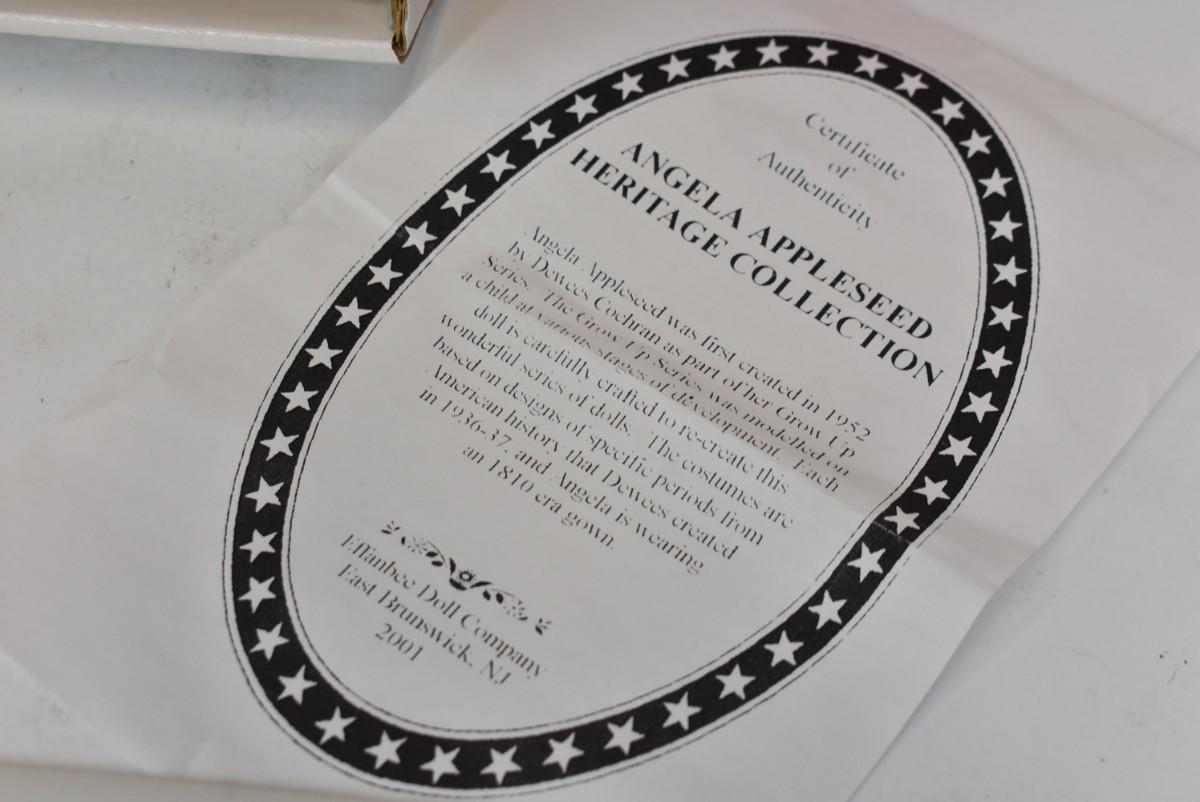 Certificate
of
Authenticity
ANGELA APPLESEED
HERITAGE COLLECTION
Angela Appleseed was first created in 1952
by Dewees Cochran as part of her Grow Up
Series. The Grow Up Series was modelled on
a child at various stages of development. Each
doll is carefully crafted to re-create this
wonderful series of dolls. The costumes are
based on designs of specific periods from
American history that Dewees created
in 1936-37, and Angela is wearing
an 1810 era gown.
Effanbee Doll Company
East Brunswick, NJ
2001